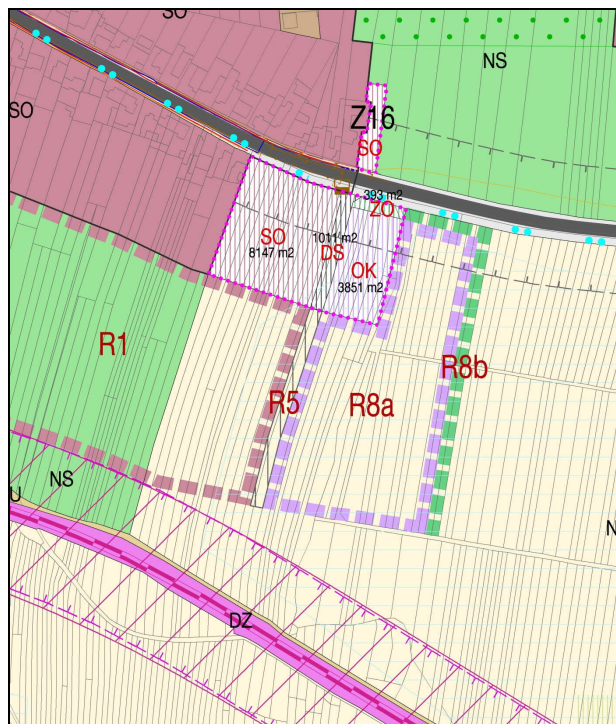 SO
NS
SO
Z16
SO
393 m2
ZO
SO
1011 m2
8147 m2
DS
OK
3851 m2
R1
R8b
R5
R8a
NS
U
N
DZ